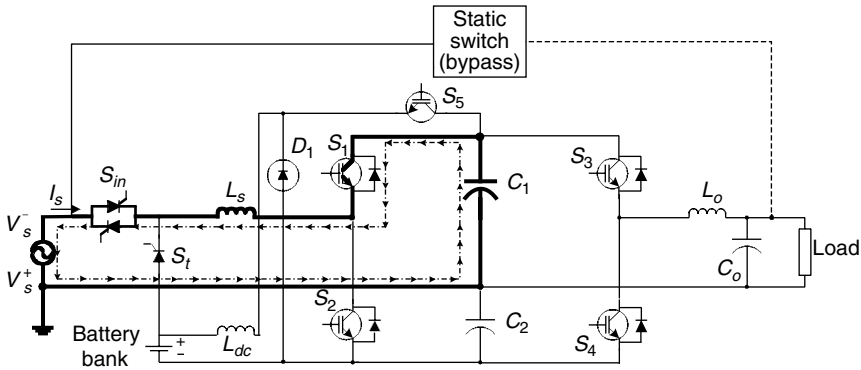 Static
switch
(bypass)
S5
D1
S1
S3
Sin
Is
Ls
C1
Lo
Vs-
St
Co
Load
Vs+
S2
C2
S4
Battery
bank
+
-
Ldc